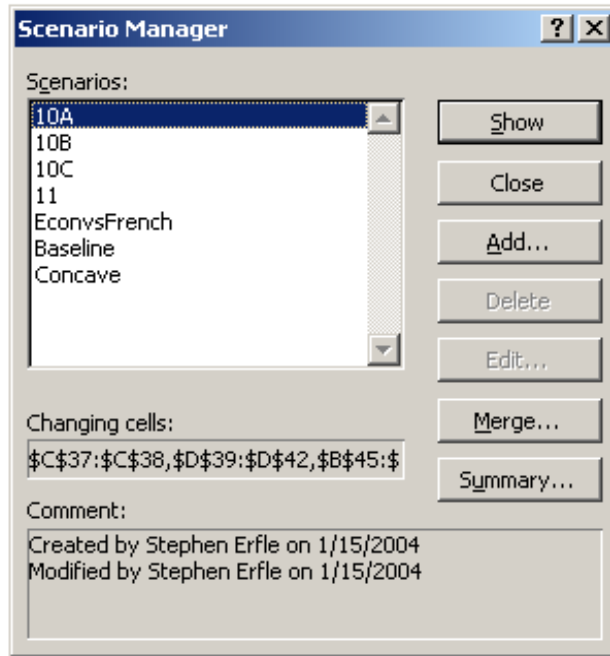 Scenario Manager
Scenarios:
10A
10B
10C
11
EconvsFrench
Baseline
Concave
Show
Close
Add...
Delete
Edit...
Merge...
Summary...
Changing cells:
$C$37:$C$38,$D$39:$D$42,$B$45:$
Comment:
Created by Stephen Erfle on 1/15/2004
Modified by Stephen Erfle on 1/15/2004